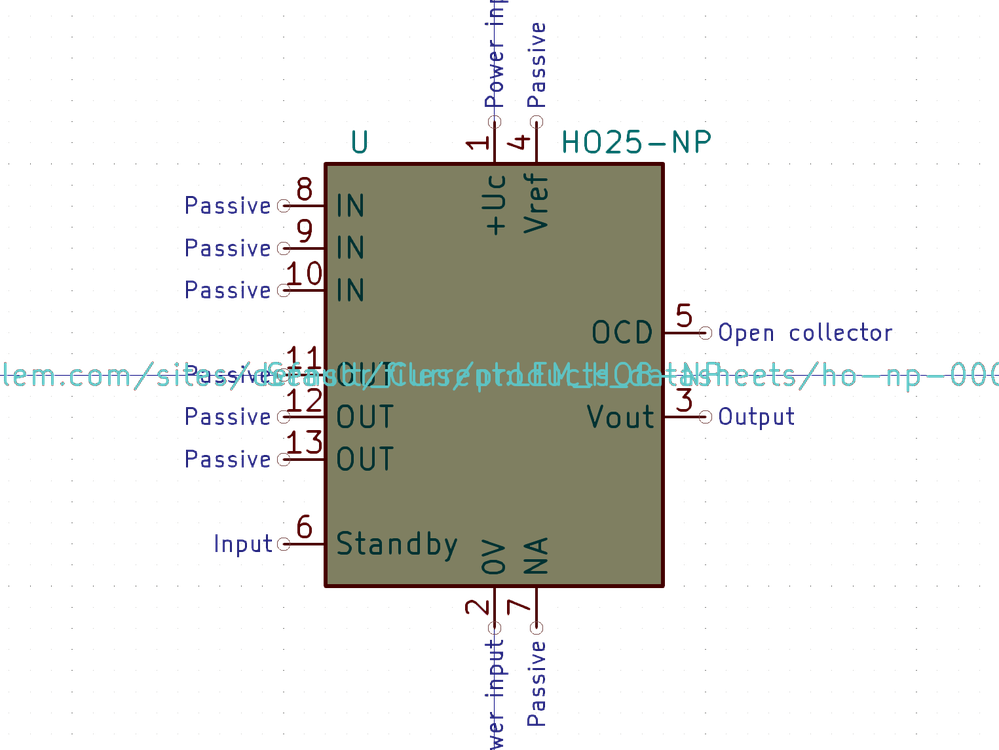 Power inp
Passive
1
4
U
HO25-NP
+Uc
Vref
Passive 8 IN
Passive 9 IN
Passive 10 IN
OCD 5 Open collector
Passive 11 OUT
lem.com/sites/default/files/products_datasheets/ho-np-000
Sensor_Current:LEM_HO8-NP
Passive 12 OUT
Vout 3 Output
Passive 13 OUT
Input 6 Standby
0V
NA
2
7
wer input
Passive